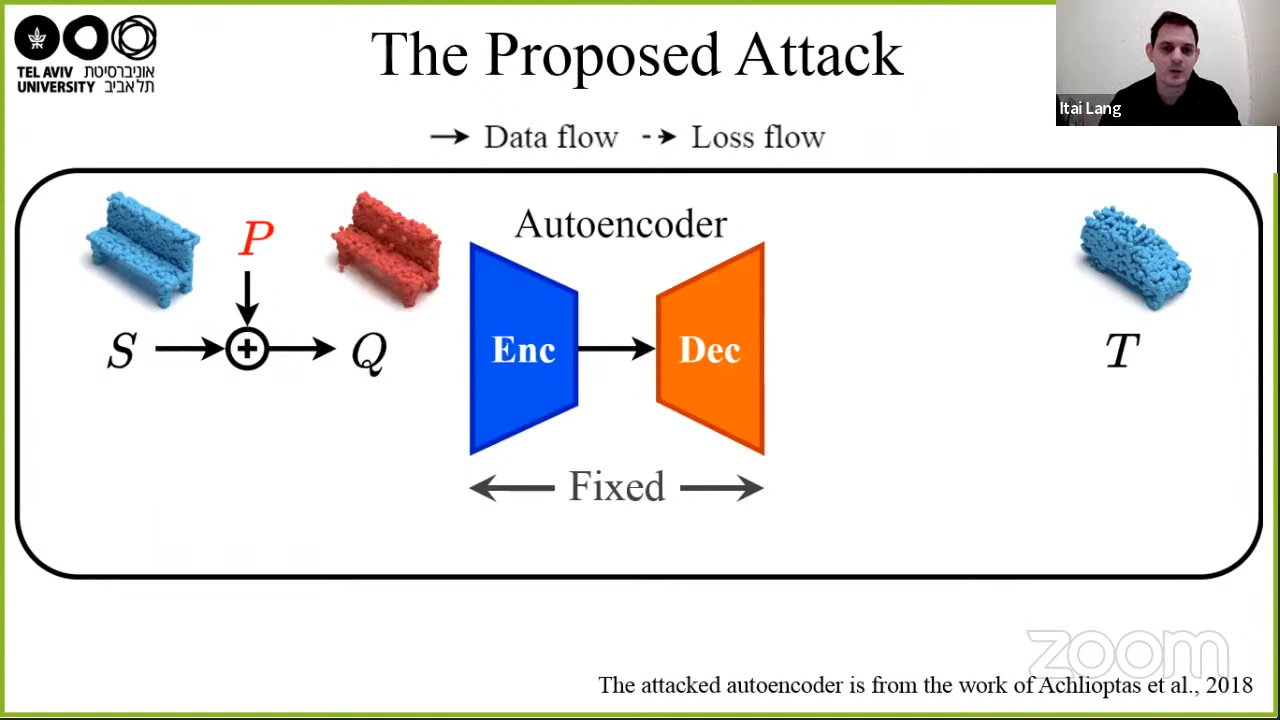 TEL AVIV אוניברסיטת
UNIVERSITY תל אביב
The Proposed Attack
Itai Lang
Data flow Loss flow
P
Autoencoder
S + Q Enc Dec T
Fixed
zoom
The attacked autoencoder is from the work of Achlioptas et al., 2018